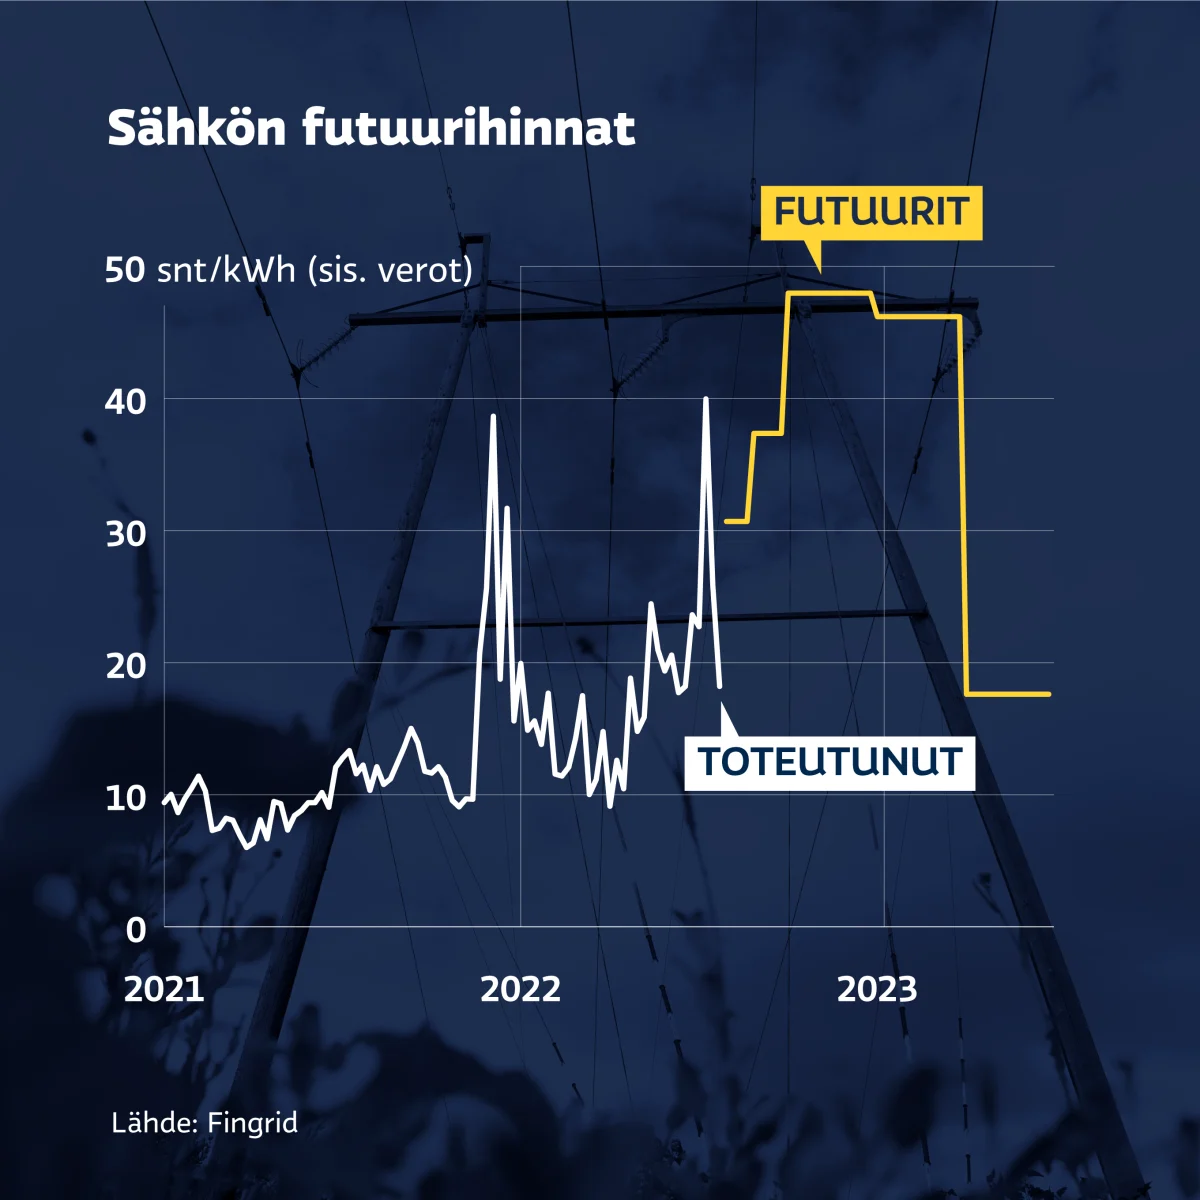 Sähkön futuurihinnat
FUTUURIT
50 snt/kWh (sis. verot)
40
30
20
TOTEUTUNUT
10
0
2021 2022 2023
Lähde: Fingrid